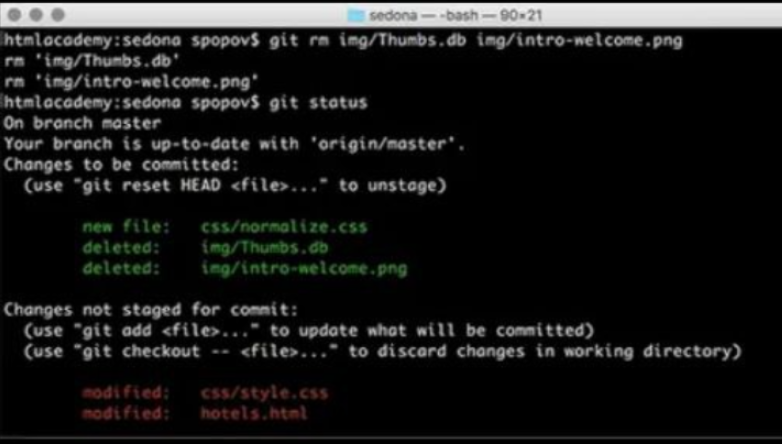 sedona — -bash — 90×21
htmlacademy:sedona spopov$ git rm img/Thumbs.db img/intro-welcome.png
rm 'img/Thumbs.db'
rm 'img/intro-welcome.png'
htmlacademy:sedona spopov$ git status
On branch master
Your branch is up-to-date with 'origin/master'.
Changes to be committed:
(use "git reset HEAD <file>..." to unstage)
new file: css/normalize.css
deleted: img/Thumbs.db
deleted: img/intro-welcome.png
Changes not staged for commit:
(use "git add <file>..." to update what will be committed)
(use "git checkout -- <file>..." to discard changes in working directory)
modified: css/style.css
modified: hotels.html